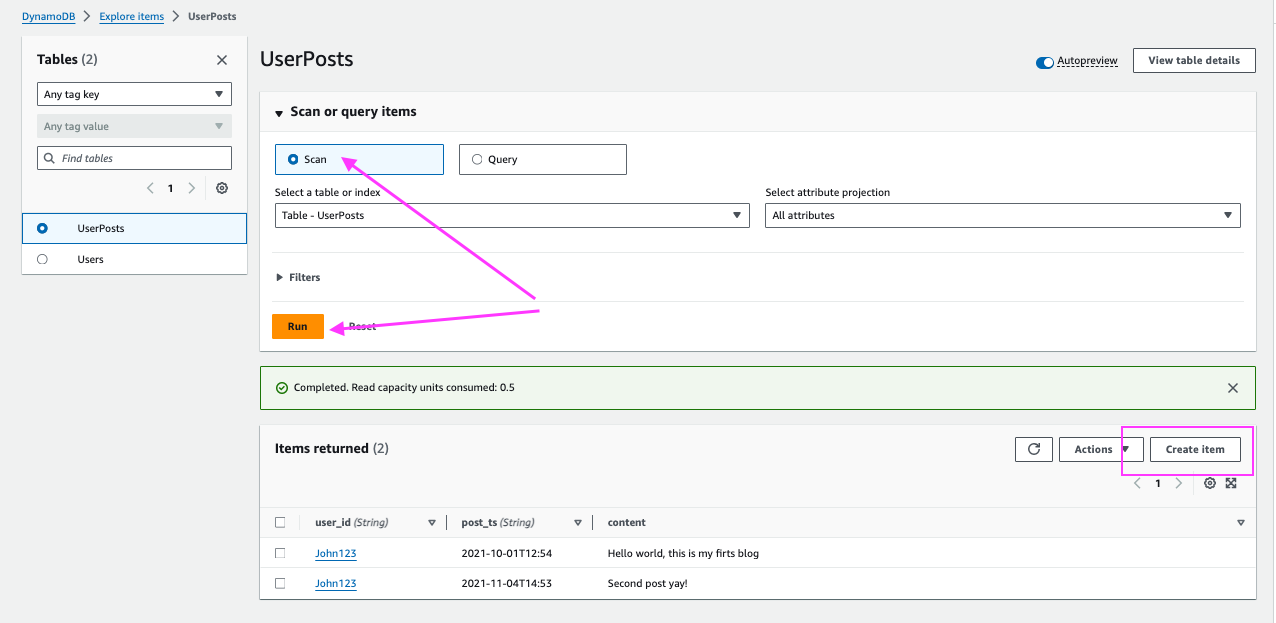 DynamoDB > Explore items > UserPosts
Tables (2)
Any tag key
Any tag value
Find tables
1
UserPosts
Users
UserPosts
Autopreview
View table details
Scan or query items
Scan
Query
Select a table or index
Select attribute projection
Table - UserPosts
All attributes
Filters
Run
Reset
Completed. Read capacity units consumed: 0.5
Items returned (2)
Actions
Create item
1
user_id (String) post_ts (String) content
John123 2021-10-01T12:54 Hello world, this is my firts blog
John123 2021-11-04T14:53 Second post yay!